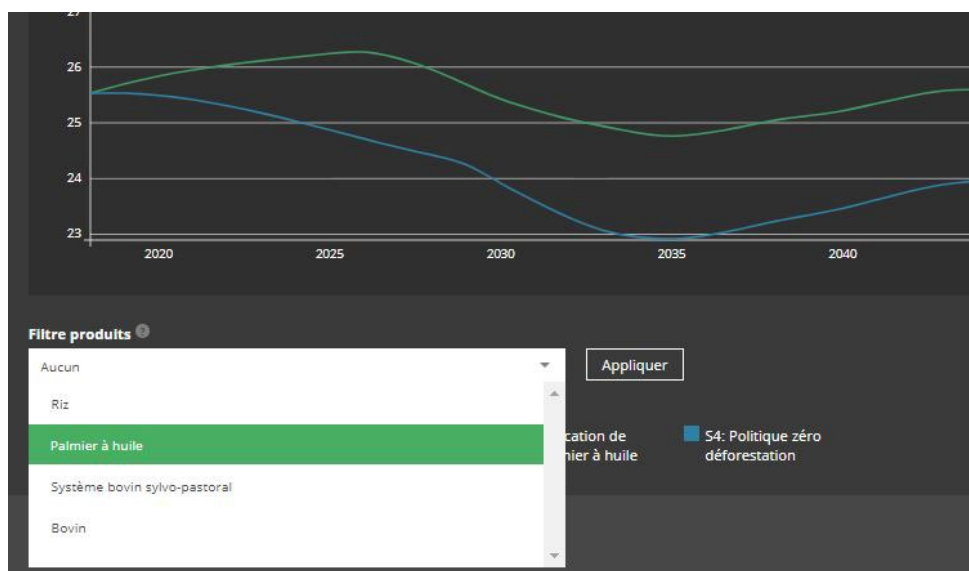 27
26
25
24
23
2020 2025 2030 2035 2040
Filtre produits ?
Aucun
Appliquer
Riz
Palmier à huile
Système bovin sylvo-pastoral
Bovin
cation de
nier à huile
S4: Politique zéro
déforestation